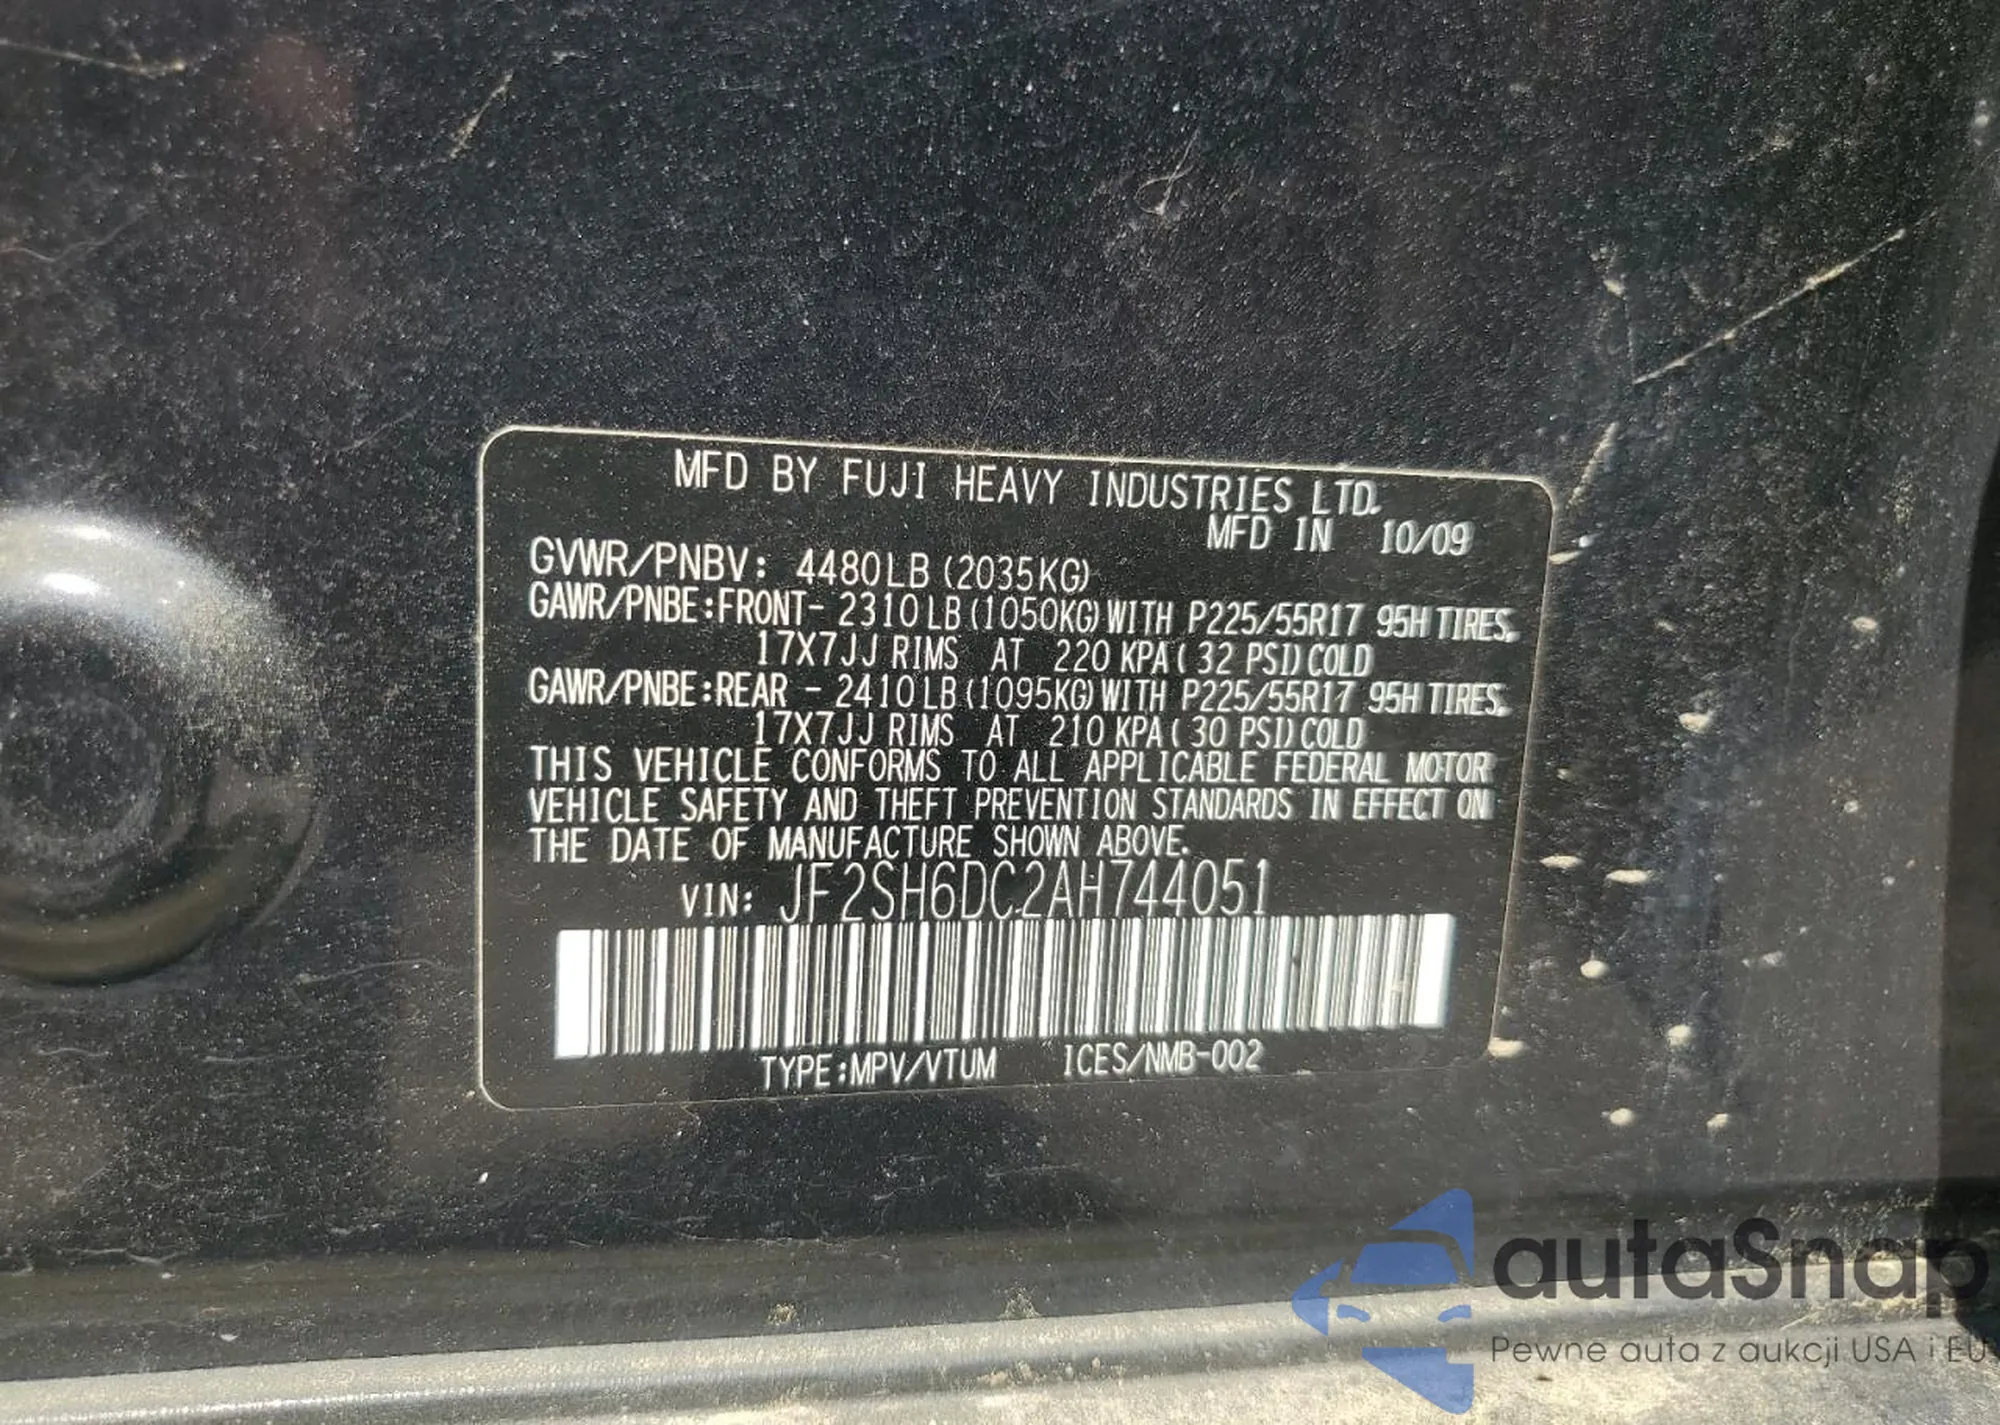 MFD BY FUJI HEAVY INDUSTRIES LTD.
MFD IN 10/09
GVWR/PNBV: 4480LB (2035KG)
GAWR/PNBE:FRONT- 2310LB (1050KG) WITH P225/55R17 95H TIRES,
17X7JJ RIMS AT 220 KPA ( 32 PSI) COLD
GAWR/PNBE:REAR - 2410LB (1095KG) WITH P225/55R17 95H TIRES,
17X7JJ RIMS AT 210 KPA ( 30 PSI) COLD
THIS VEHICLE CONFORMS TO ALL APPLICABLE FEDERAL MOTOR
VEHICLE SAFETY AND THEFT PREVENTION STANDARDS IN EFFECT ON
THE DATE OF MANUFACTURE SHOWN ABOVE.
VIN: JF2SH6DC2AH744051
TYPE:MPV/VTUM ICES/NMB-002
autaSnap
Pewne auta z aukcji USA i EU